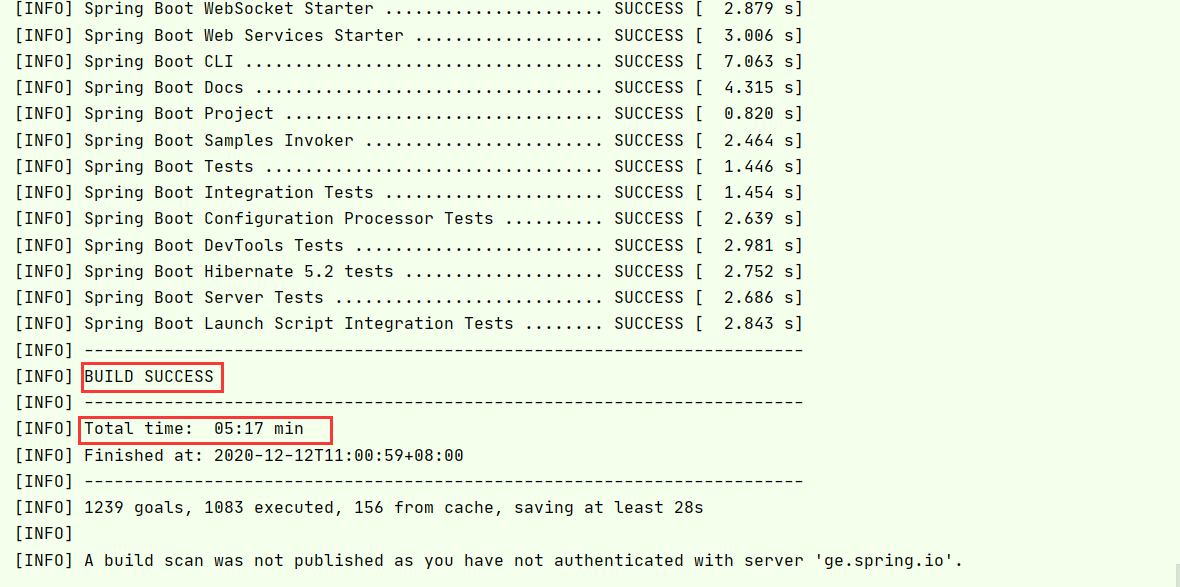 [INFO] Spring Boot WebSocket Starter ...................... SUCCESS [  2.879 s]
[INFO] Spring Boot Web Services Starter ................... SUCCESS [  3.006 s]
[INFO] Spring Boot CLI .................................... SUCCESS [  7.063 s]
[INFO] Spring Boot Docs ................................... SUCCESS [  4.315 s]
[INFO] Spring Boot Project ................................ SUCCESS [  0.820 s]
[INFO] Spring Boot Samples Invoker ........................ SUCCESS [  2.464 s]
[INFO] Spring Boot Tests .................................. SUCCESS [  1.446 s]
[INFO] Spring Boot Integration Tests ...................... SUCCESS [  1.454 s]
[INFO] Spring Boot Configuration Processor Tests .......... SUCCESS [  2.639 s]
[INFO] Spring Boot DevTools Tests ......................... SUCCESS [  2.981 s]
[INFO] Spring Boot Hibernate 5.2 tests .................... SUCCESS [  2.752 s]
[INFO] Spring Boot Server Tests ........................... SUCCESS [  2.686 s]
[INFO] Spring Boot Launch Script Integration Tests ........ SUCCESS [  2.843 s]
[INFO] ------------------------------------------------------------------------
[INFO] BUILD SUCCESS
[INFO] ------------------------------------------------------------------------
[INFO] Total time:  05:17 min
[INFO] Finished at: 2020-12-12T11:00:59+08:00
[INFO] ------------------------------------------------------------------------
[INFO] 1239 goals, 1083 executed, 156 from cache, saving at least 28s
[INFO]
[INFO] A build scan was not published as you have not authenticated with server 'ge.spring.io'.